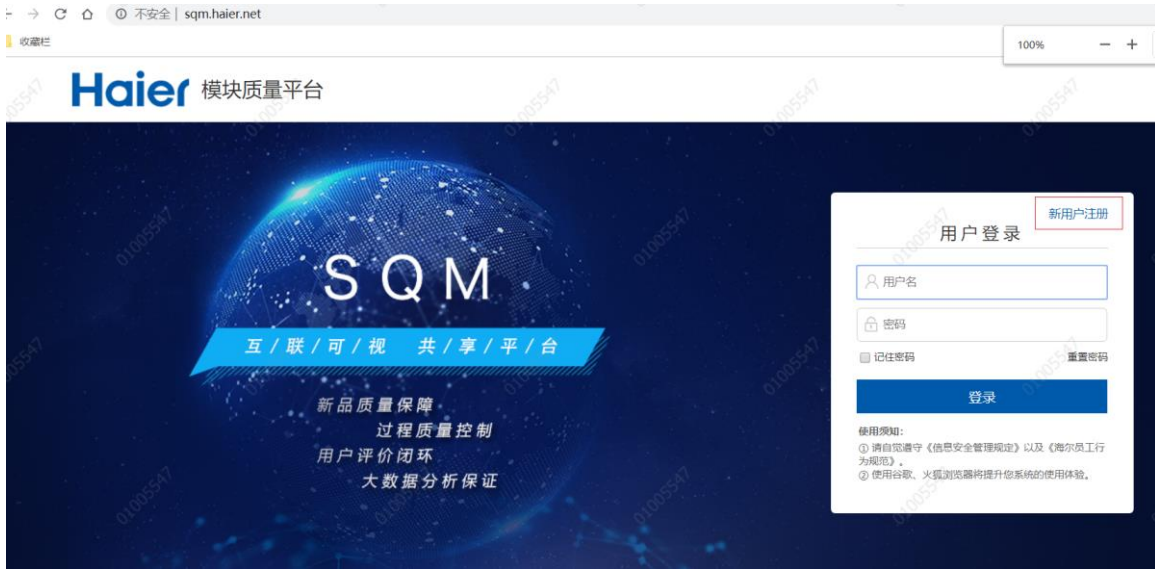 不安全 | sqm.haier.net
收藏栏
100%
Haier 模块质量平台
新用户注册
用户登录
用户名
密码
记住密码 重置密码
登录
使用须知:
① 请自觉遵守《信息安全管理规定》以及《海尔员工行
为规范》。
② 使用谷歌、火狐浏览器将提升您系统的使用体验。
SQM
互/联/可/视 共/享/平/台
新品质量保障
过程质量控制
用户评价闭环
大数据分析保证
01005547